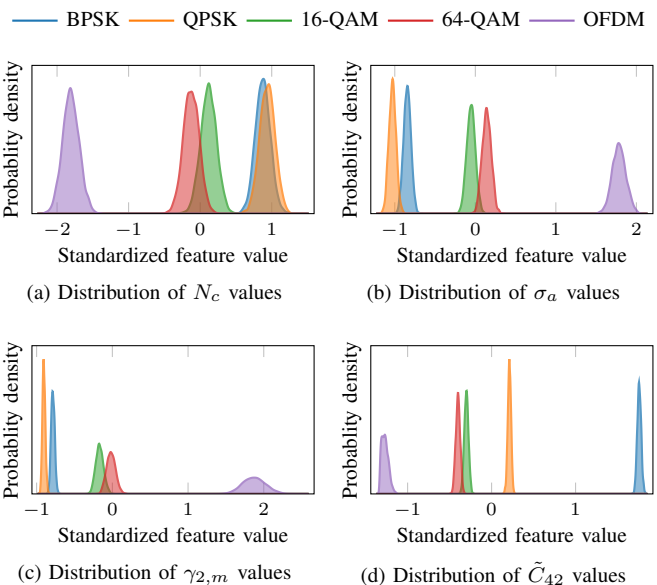 BPSK QPSK 16-QAM 64-QAM OFDM
Probablity density
−2 −1 0 1
Standardized feature value
(a) Distribution of N_c values
Probablity density
−1 0 1 2
Standardized feature value
(b) Distribution of σ_a values
Probablity density
−1 0 1 2
Standardized feature value
(c) Distribution of γ_{2,m} values
Probablity density
−1 0 1
Standardized feature value
(d) Distribution of C̃_{42} values